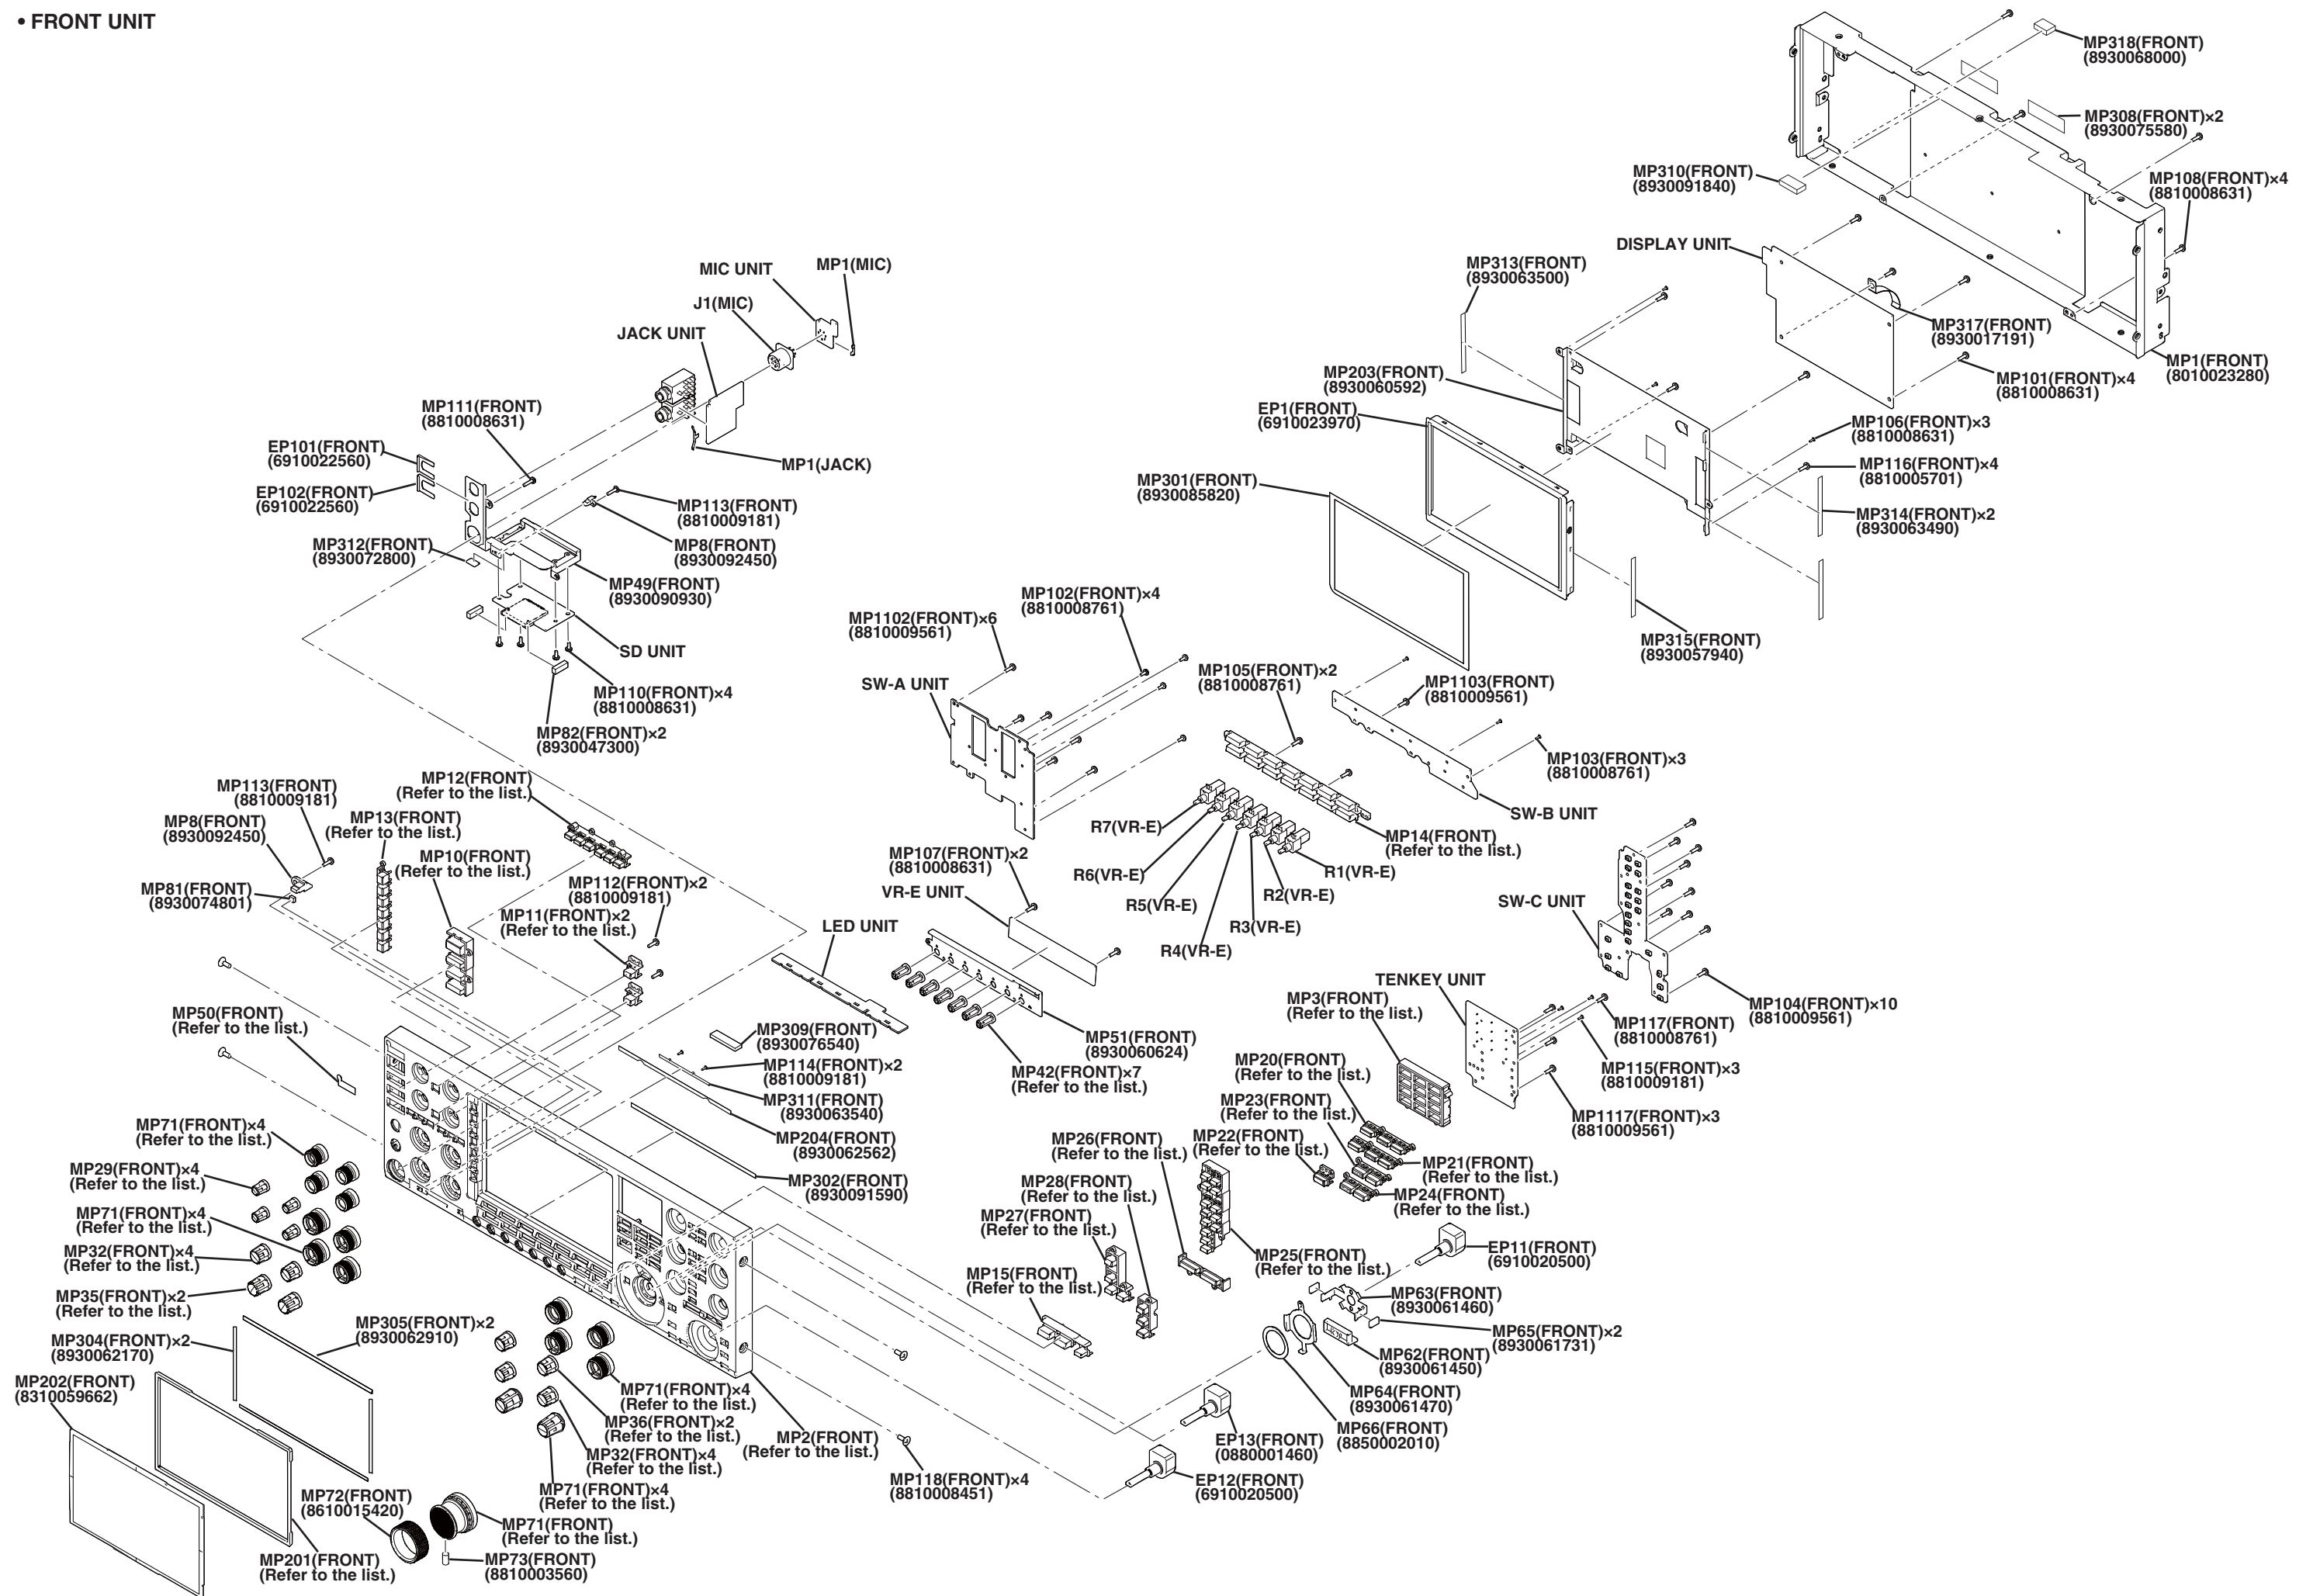 • FRONT UNIT
MP318(FRONT)
(8930068000)
MP308(FRONT)×2
(8930075580)
MP310(FRONT)
(8930091840)
MP108(FRONT)×4
(8810008631)
DISPLAY UNIT
MP317(FRONT)
(8930017191)
MP1(FRONT)
(8010023280)
MP101(FRONT)×4
(8810008631)
MP313(FRONT)
(8930063500)
MP203(FRONT)
(8930060592)
EP1(FRONT)
(6910023970)
MP106(FRONT)×3
(8810008631)
MP116(FRONT)×4
(8810005701)
MP314(FRONT)×2
(8930063490)
MP301(FRONT)
(8930085820)
MP315(FRONT)
(8930057940)
MIC UNIT
MP1(MIC)
J1(MIC)
JACK UNIT
MP111(FRONT)
(8810008631)
EP101(FRONT)
(6910022560)
EP102(FRONT)
(6910022560)
MP1(JACK)
MP113(FRONT)
(8810009181)
MP8(FRONT)
(8930092450)
MP312(FRONT)
(8930072800)
MP49(FRONT)
(8930090930)
SD UNIT
MP110(FRONT)×4
(8810008631)
MP82(FRONT)×2
(8930047300)
MP102(FRONT)×4
(8810008761)
MP1102(FRONT)×6
(8810009561)
SW-A UNIT
MP105(FRONT)×2
(8810008761)
MP1103(FRONT)
(8810009561)
MP103(FRONT)×3
(8810008761)
SW-B UNIT
MP14(FRONT)
(Refer to the list.)
R7(VR-E)
R6(VR-E)
R5(VR-E)
R4(VR-E)
R3(VR-E)
R2(VR-E)
R1(VR-E)
MP12(FRONT)
(Refer to the list.)
MP113(FRONT)
(8810009181)
MP13(FRONT)
(Refer to the list.)
MP8(FRONT)
(8930092450)
MP10(FRONT)
(Refer to the list.)
MP81(FRONT)
(8930074801)
MP112(FRONT)×2
(8810009181)
MP11(FRONT)×2
(Refer to the list.)
MP107(FRONT)×2
(8810008631)
VR-E UNIT
LED UNIT
SW-C UNIT
MP104(FRONT)×10
(8810009561)
TENKEY UNIT
MP3(FRONT)
(Refer to the list.)
MP117(FRONT)
(8810008761)
MP115(FRONT)×3
(8810009181)
MP1117(FRONT)×3
(8810009561)
MP50(FRONT)
(Refer to the list.)
MP309(FRONT)
(8930076540)
MP114(FRONT)×2
(8810009181)
MP311(FRONT)
(8930063540)
MP204(FRONT)
(8930062562)
MP302(FRONT)
(8930091590)
MP51(FRONT)
(8930060624)
MP42(FRONT)×7
(Refer to the list.)
MP20(FRONT)
(Refer to the list.)
MP23(FRONT)
(Refer to the list.)
MP22(FRONT)
(Refer to the list.)
MP21(FRONT)
(Refer to the list.)
MP24(FRONT)
(Refer to the list.)
MP26(FRONT)
(Refer to the list.)
MP28(FRONT)
(Refer to the list.)
MP27(FRONT)
(Refer to the list.)
MP15(FRONT)
(Refer to the list.)
MP25(FRONT)
(Refer to the list.)
EP11(FRONT)
(6910020500)
MP63(FRONT)
(8930061460)
MP65(FRONT)×2
(8930061731)
MP62(FRONT)
(8930061450)
MP64(FRONT)
(8930061470)
MP66(FRONT)
(8850002010)
EP13(FRONT)
(0880001460)
EP12(FRONT)
(6910020500)
MP71(FRONT)×4
(Refer to the list.)
MP29(FRONT)×4
(Refer to the list.)
MP71(FRONT)×4
(Refer to the list.)
MP32(FRONT)×4
(Refer to the list.)
MP35(FRONT)×2
(Refer to the list.)
MP305(FRONT)×2
(8930062910)
MP304(FRONT)×2
(8930062170)
MP202(FRONT)
(8310059662)
MP71(FRONT)×4
(Refer to the list.)
MP36(FRONT)×2
(Refer to the list.)
MP2(FRONT)
(Refer to the list.)
MP32(FRONT)×4
(Refer to the list.)
MP71(FRONT)×4
(Refer to the list.)
MP118(FRONT)×4
(8810008451)
MP72(FRONT)
(8610015420)
MP71(FRONT)
(Refer to the list.)
MP201(FRONT)
(Refer to the list.)
MP73(FRONT)
(8810003560)